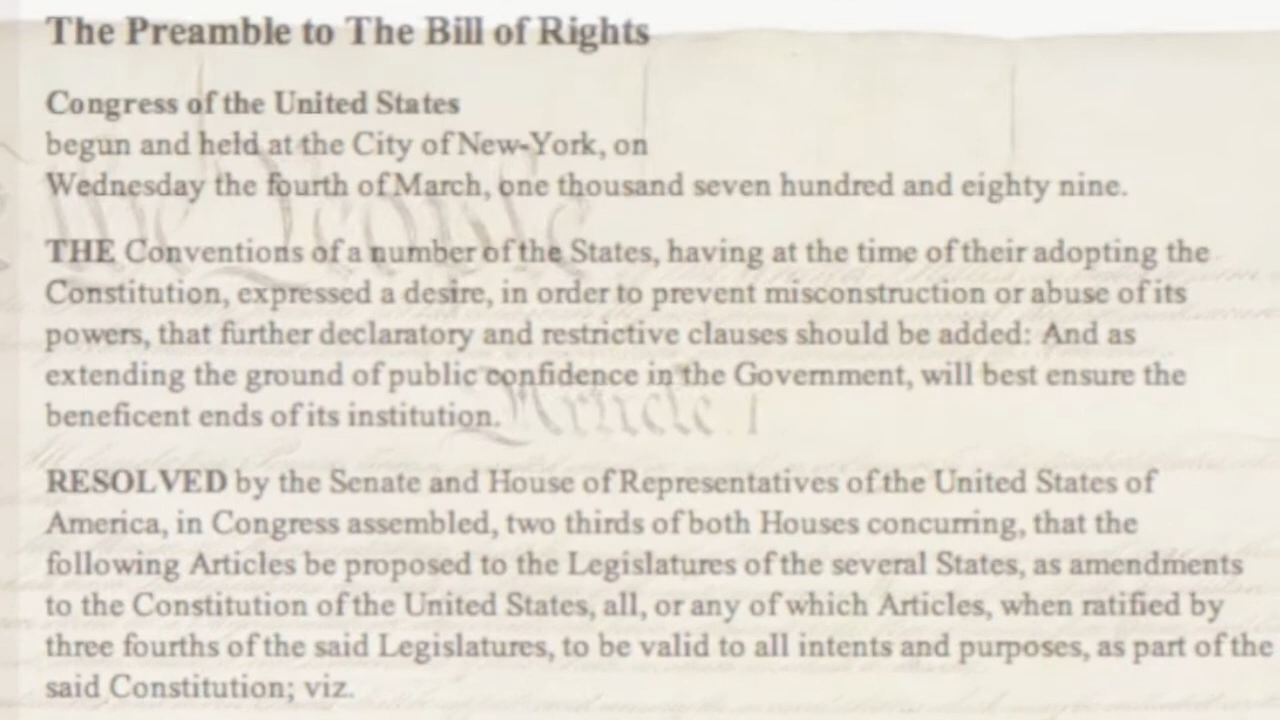 The Preamble to The Bill of Rights
Congress of the United States
begun and held at the City of New-York, on
Wednesday the fourth of March, one thousand seven hundred and eighty nine.
THE Conventions of a number of the States, having at the time of their adopting the
Constitution, expressed a desire, in order to prevent misconstruction or abuse of its
powers, that further declaratory and restrictive clauses should be added: And as
extending the ground of public confidence in the Government, will best ensure the
beneficent ends of its institution.
RESOLVED by the Senate and House of Representatives of the United States of
America, in Congress assembled, two thirds of both Houses concurring, that the
following Articles be proposed to the Legislatures of the several States, as amendments
to the Constitution of the United States, all, or any of which Articles, when ratified by
three fourths of the said Legislatures, to be valid to all intents and purposes, as part of the
said Constitution; viz.
the People
Article 1